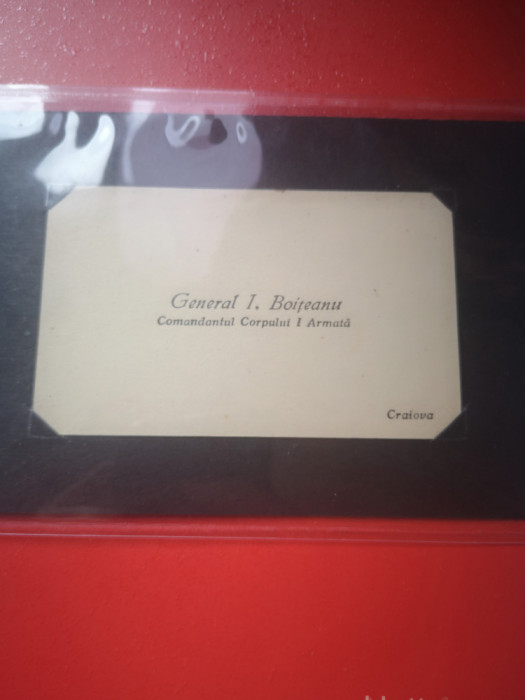 General I. Boițeanu
Comandantul Corpului I Armată
Craiova